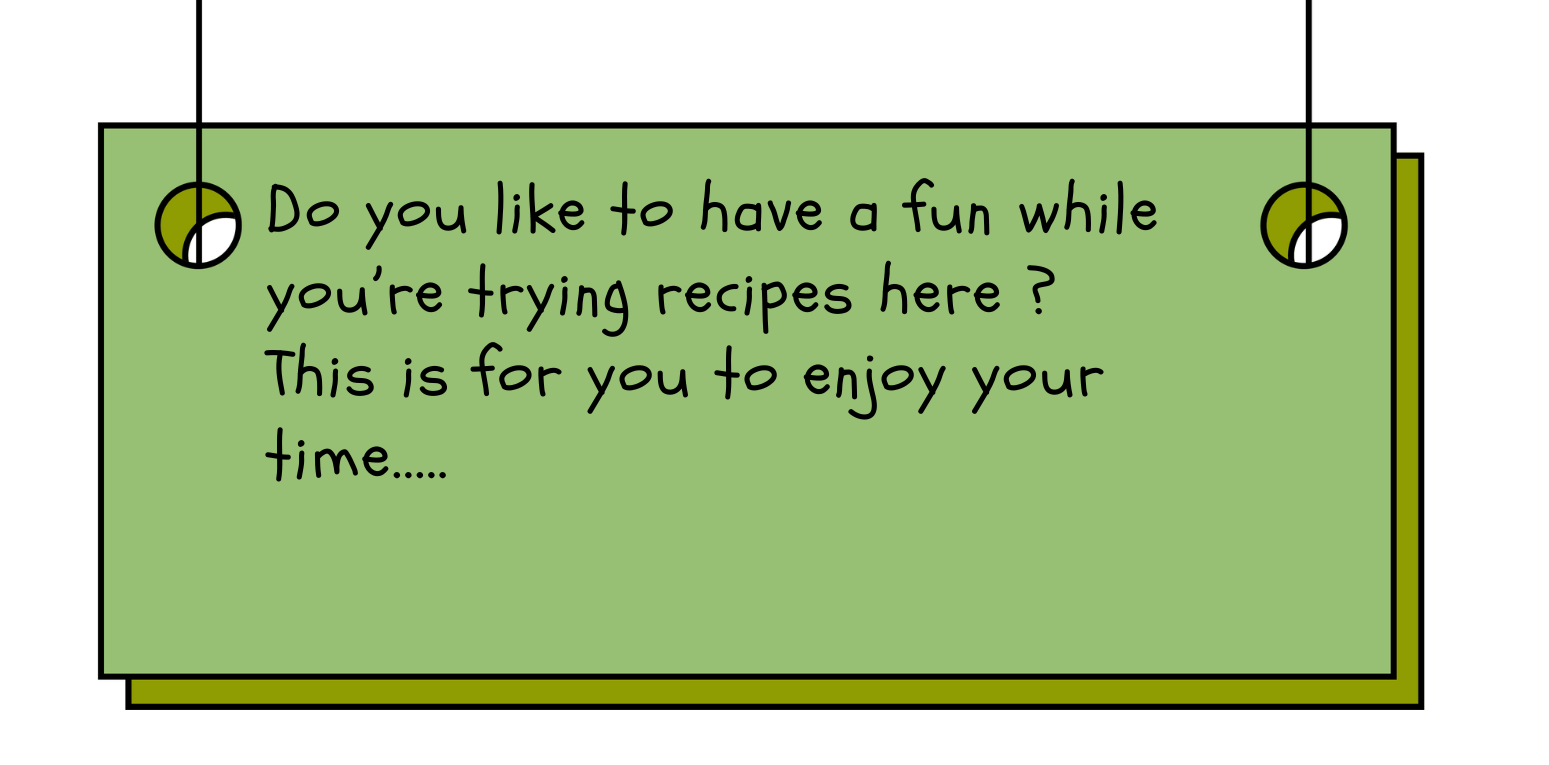 Do you like to have a fun while
you're trying recipes here ?
This is for you to enjoy your
time.....